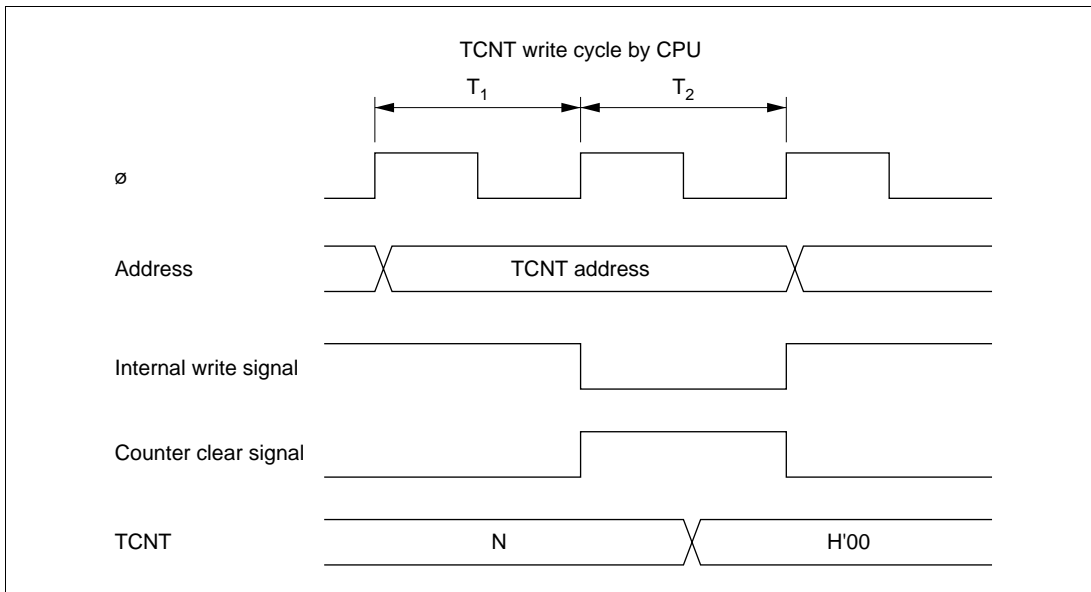 TCNT write cycle by CPU
T1 T2
ø
Address TCNT address
Internal write signal
Counter clear signal
TCNT N H'00